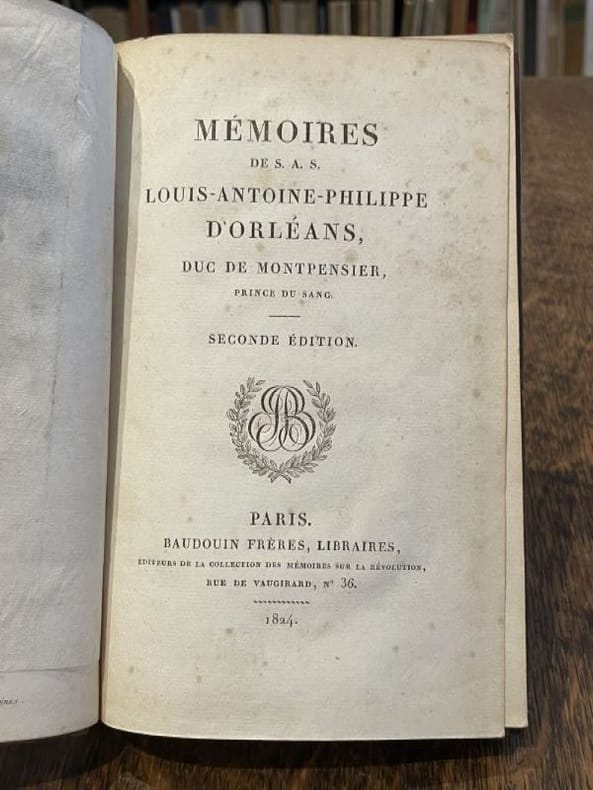 MÉMOIRES
DE S. A. S.
LOUIS-ANTOINE-PHILIPPE
D'ORLÉANS,
DUC DE MONTPENSIER,
PRINCE DU SANG.
SECONDE ÉDITION.
PARIS.
BAUDOUIN FRÈRES, LIBRAIRES,
ÉDITEURS DE LA COLLECTION DES MÉMOIRES SUR LA RÉVOLUTION,
RUE DE VAUGIRARD, N° 36.
1824.